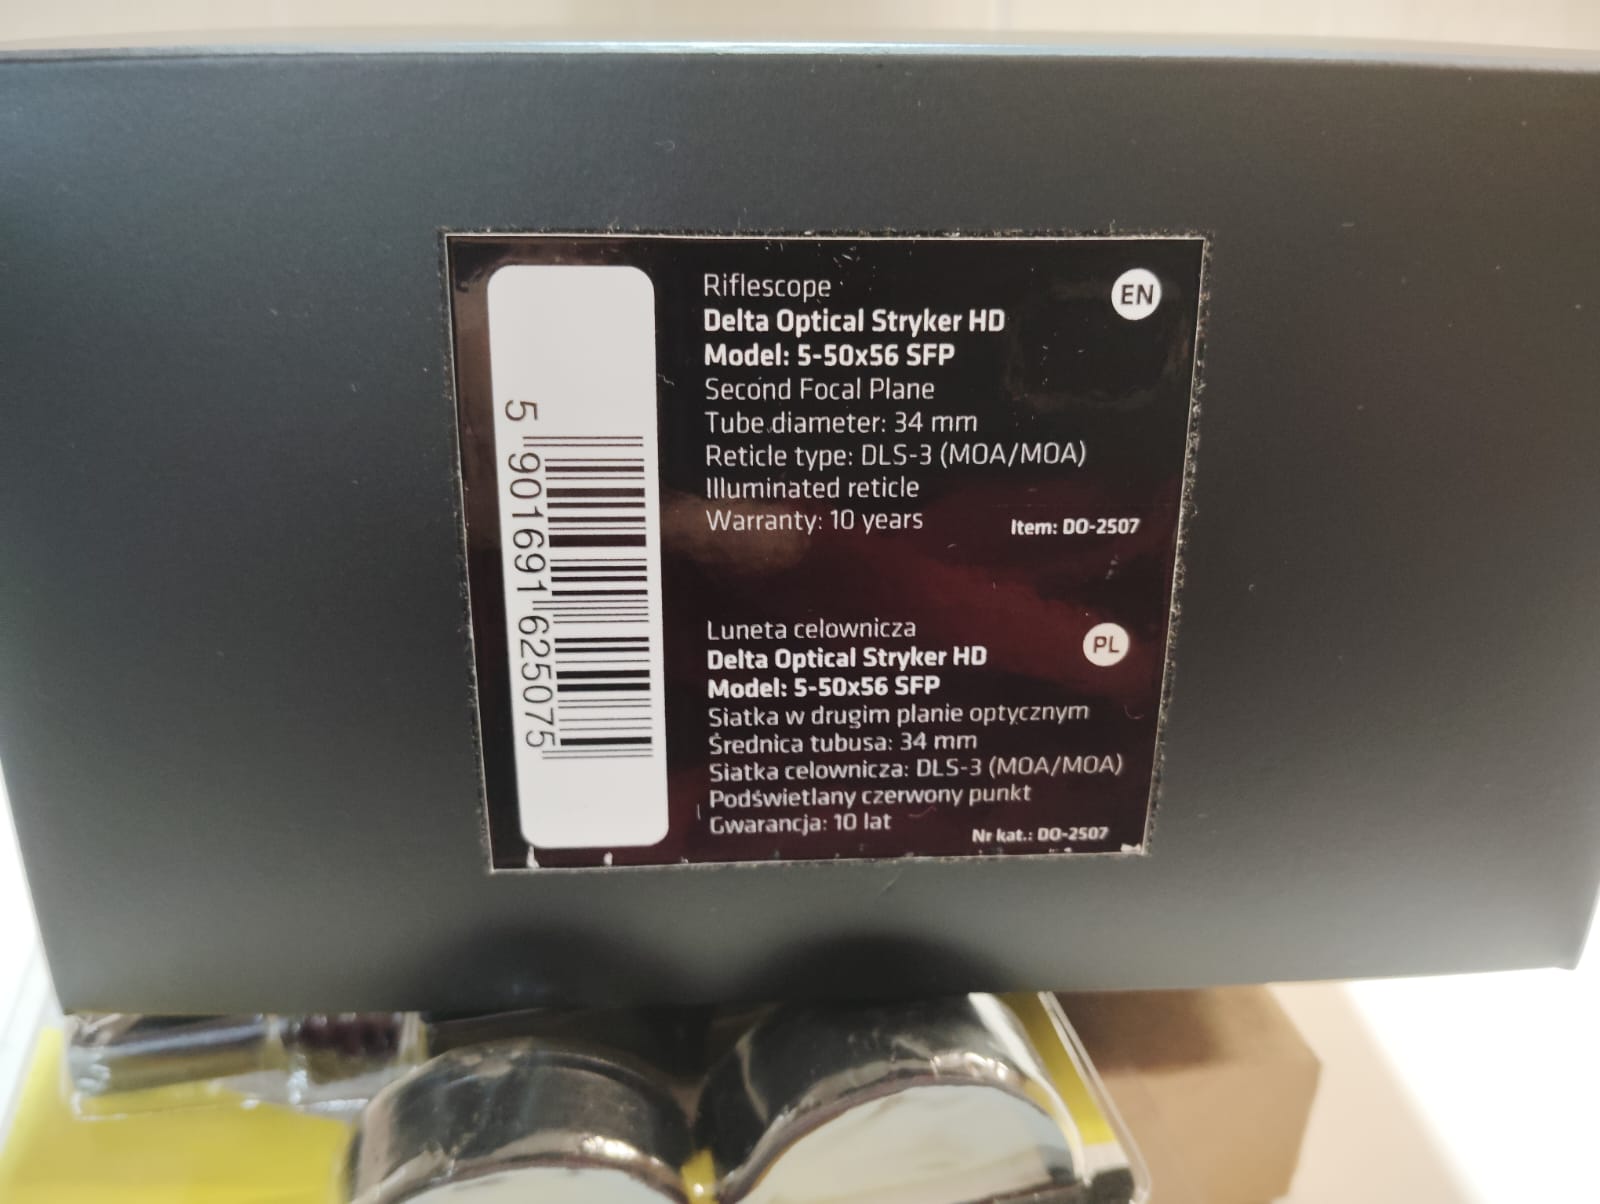 Riflescope
EN
Delta Optical Stryker HD
Model: 5-50x56 SFP
Second Focal Plane
Tube diameter: 34 mm
Reticle type: DLS-3 (MOA/MOA)
Illuminated reticle
Warranty: 10 years
Item: DO-2507
Luneta celownicza
PL
Delta Optical Stryker HD
Model: 5-50x56 SFP
Siatka w drugim planie optycznym
Średnica tubusa: 34 mm
Siatka celownicza: DLS-3 (MOA/MOA)
Podświetlany czerwony punkt
Gwarancja: 10 lat
Nr kat.: DO-2507
5 901691 625075